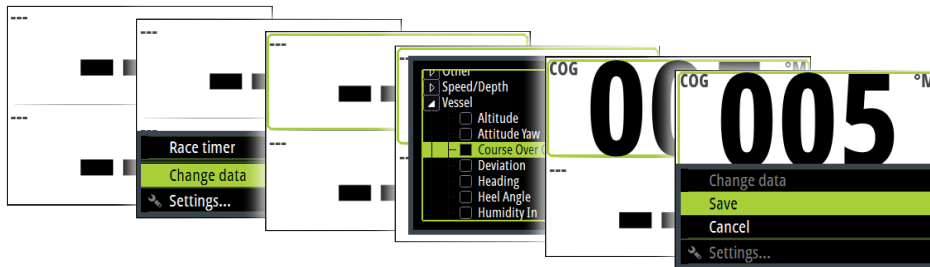 ---
---
---
---
Race timer
Change data
Settings...
---
---
Other
Speed/Depth
Vessel
Altitude
Attitude Yaw
Course Over
Deviation
Heading
Heel Angle
Humidity In
COG
°M
---
COG
°M
005
Change data
Save
Cancel
Settings...